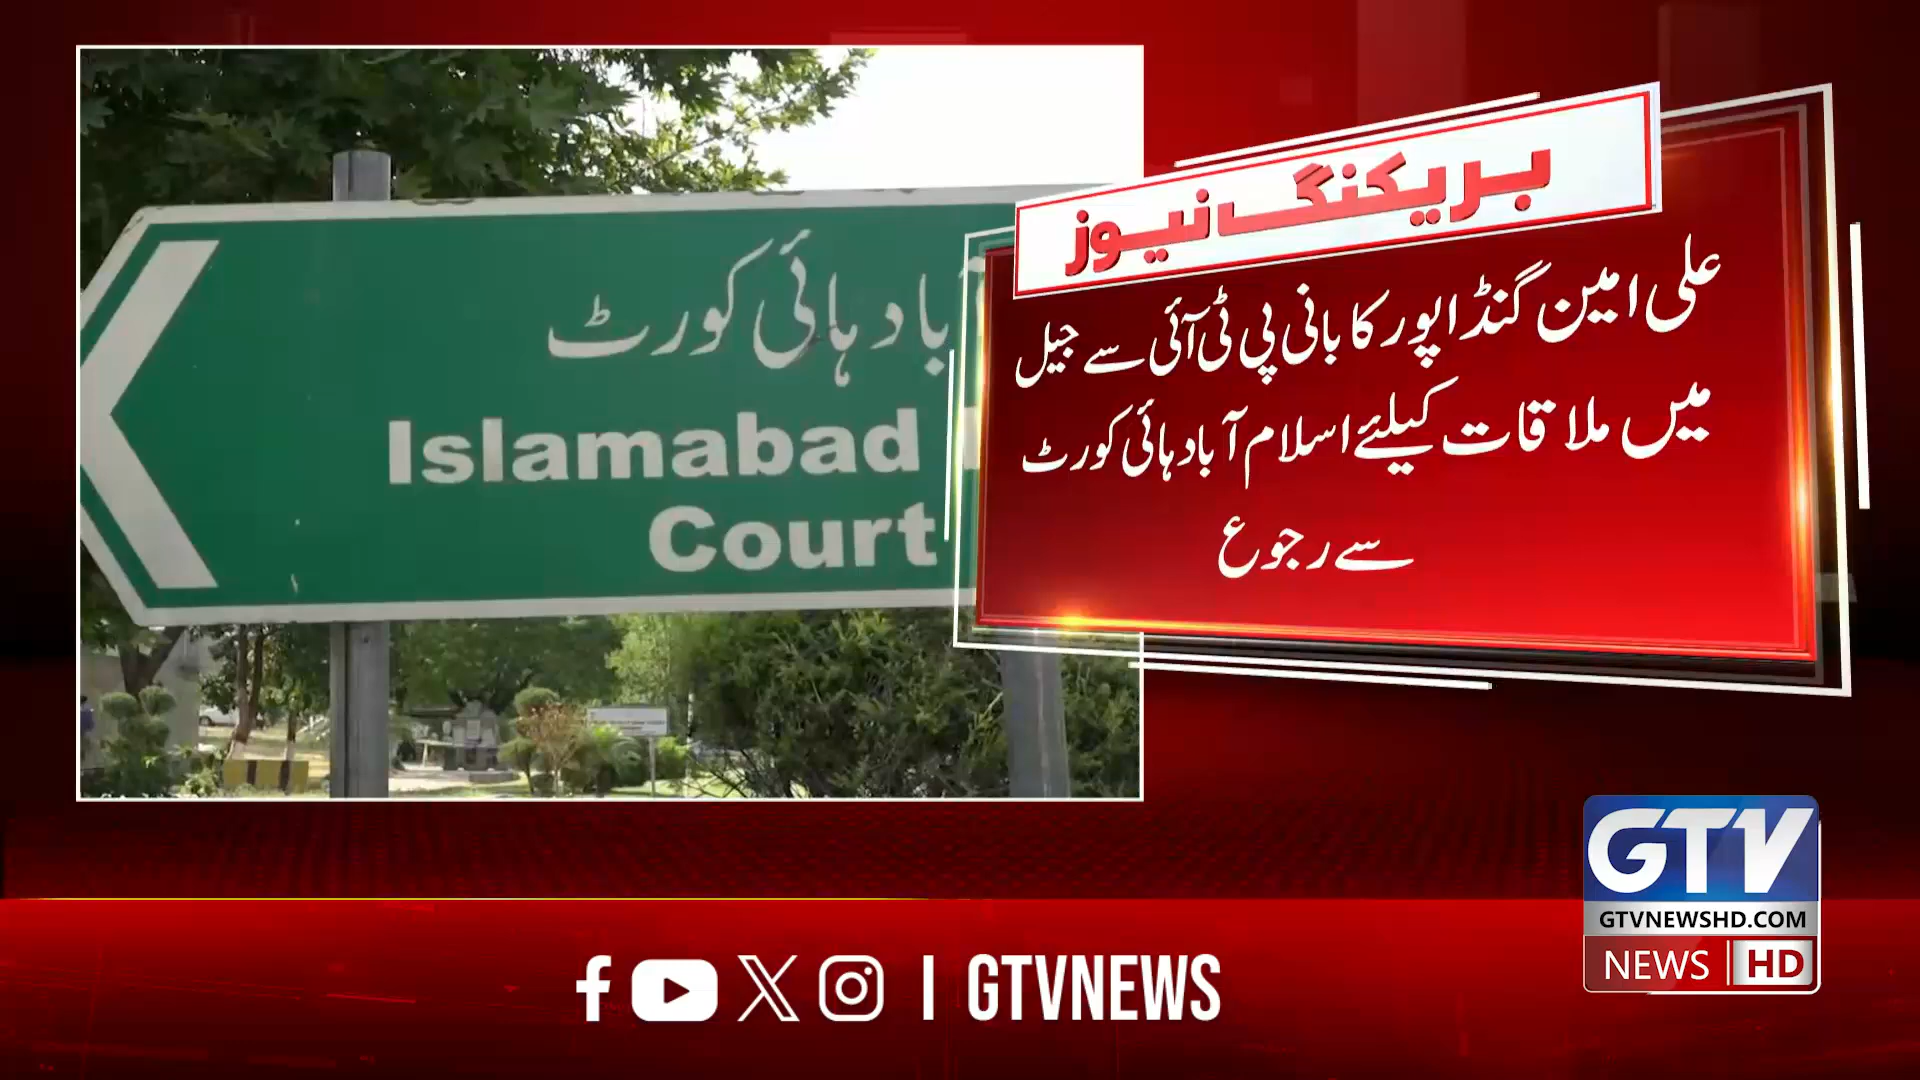 بریکنگ نیوز
علی امین گنڈاپور کا بانی پی ٹی آئی سے جیل
میں ملاقات کیلئے اسلام آباد ہائی کورٹ
سے رجوع
باد ہائی کورٹ
Islamabad
Court
GTV
GTVNEWSHD.COM
NEWS HD
GTVNEWS